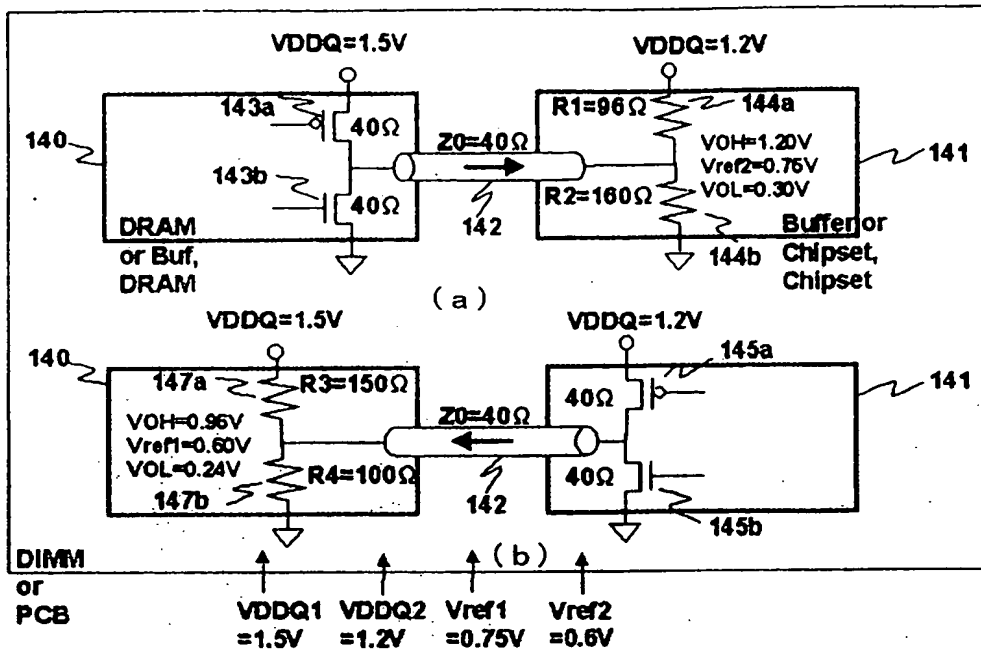 VDDQ=1.5V
VDDQ=1.2V
143a
40Ω
R1=96Ω
144a
140
Z0=40Ω
VOH=1.20V
Vref2=0.75V
VOL=0.30V
141
143b
40Ω
142
R2=160Ω
144b
DRAM
or Buf,
DRAM
Buffer or
Chipset,
Chipset
(a)
VDDQ=1.5V
VDDQ=1.2V
140
147a
R3=150Ω
145a
141
VOH=0.96V
Vref1=0.60V
VOL=0.24V
Z0=40Ω
40Ω
147b
R4=100Ω
142
40Ω
145b
(b)
DIMM
or
PCB
VDDQ1
=1.5V
VDDQ2
=1.2V
Vref1
=0.75V
Vref2
=0.6V